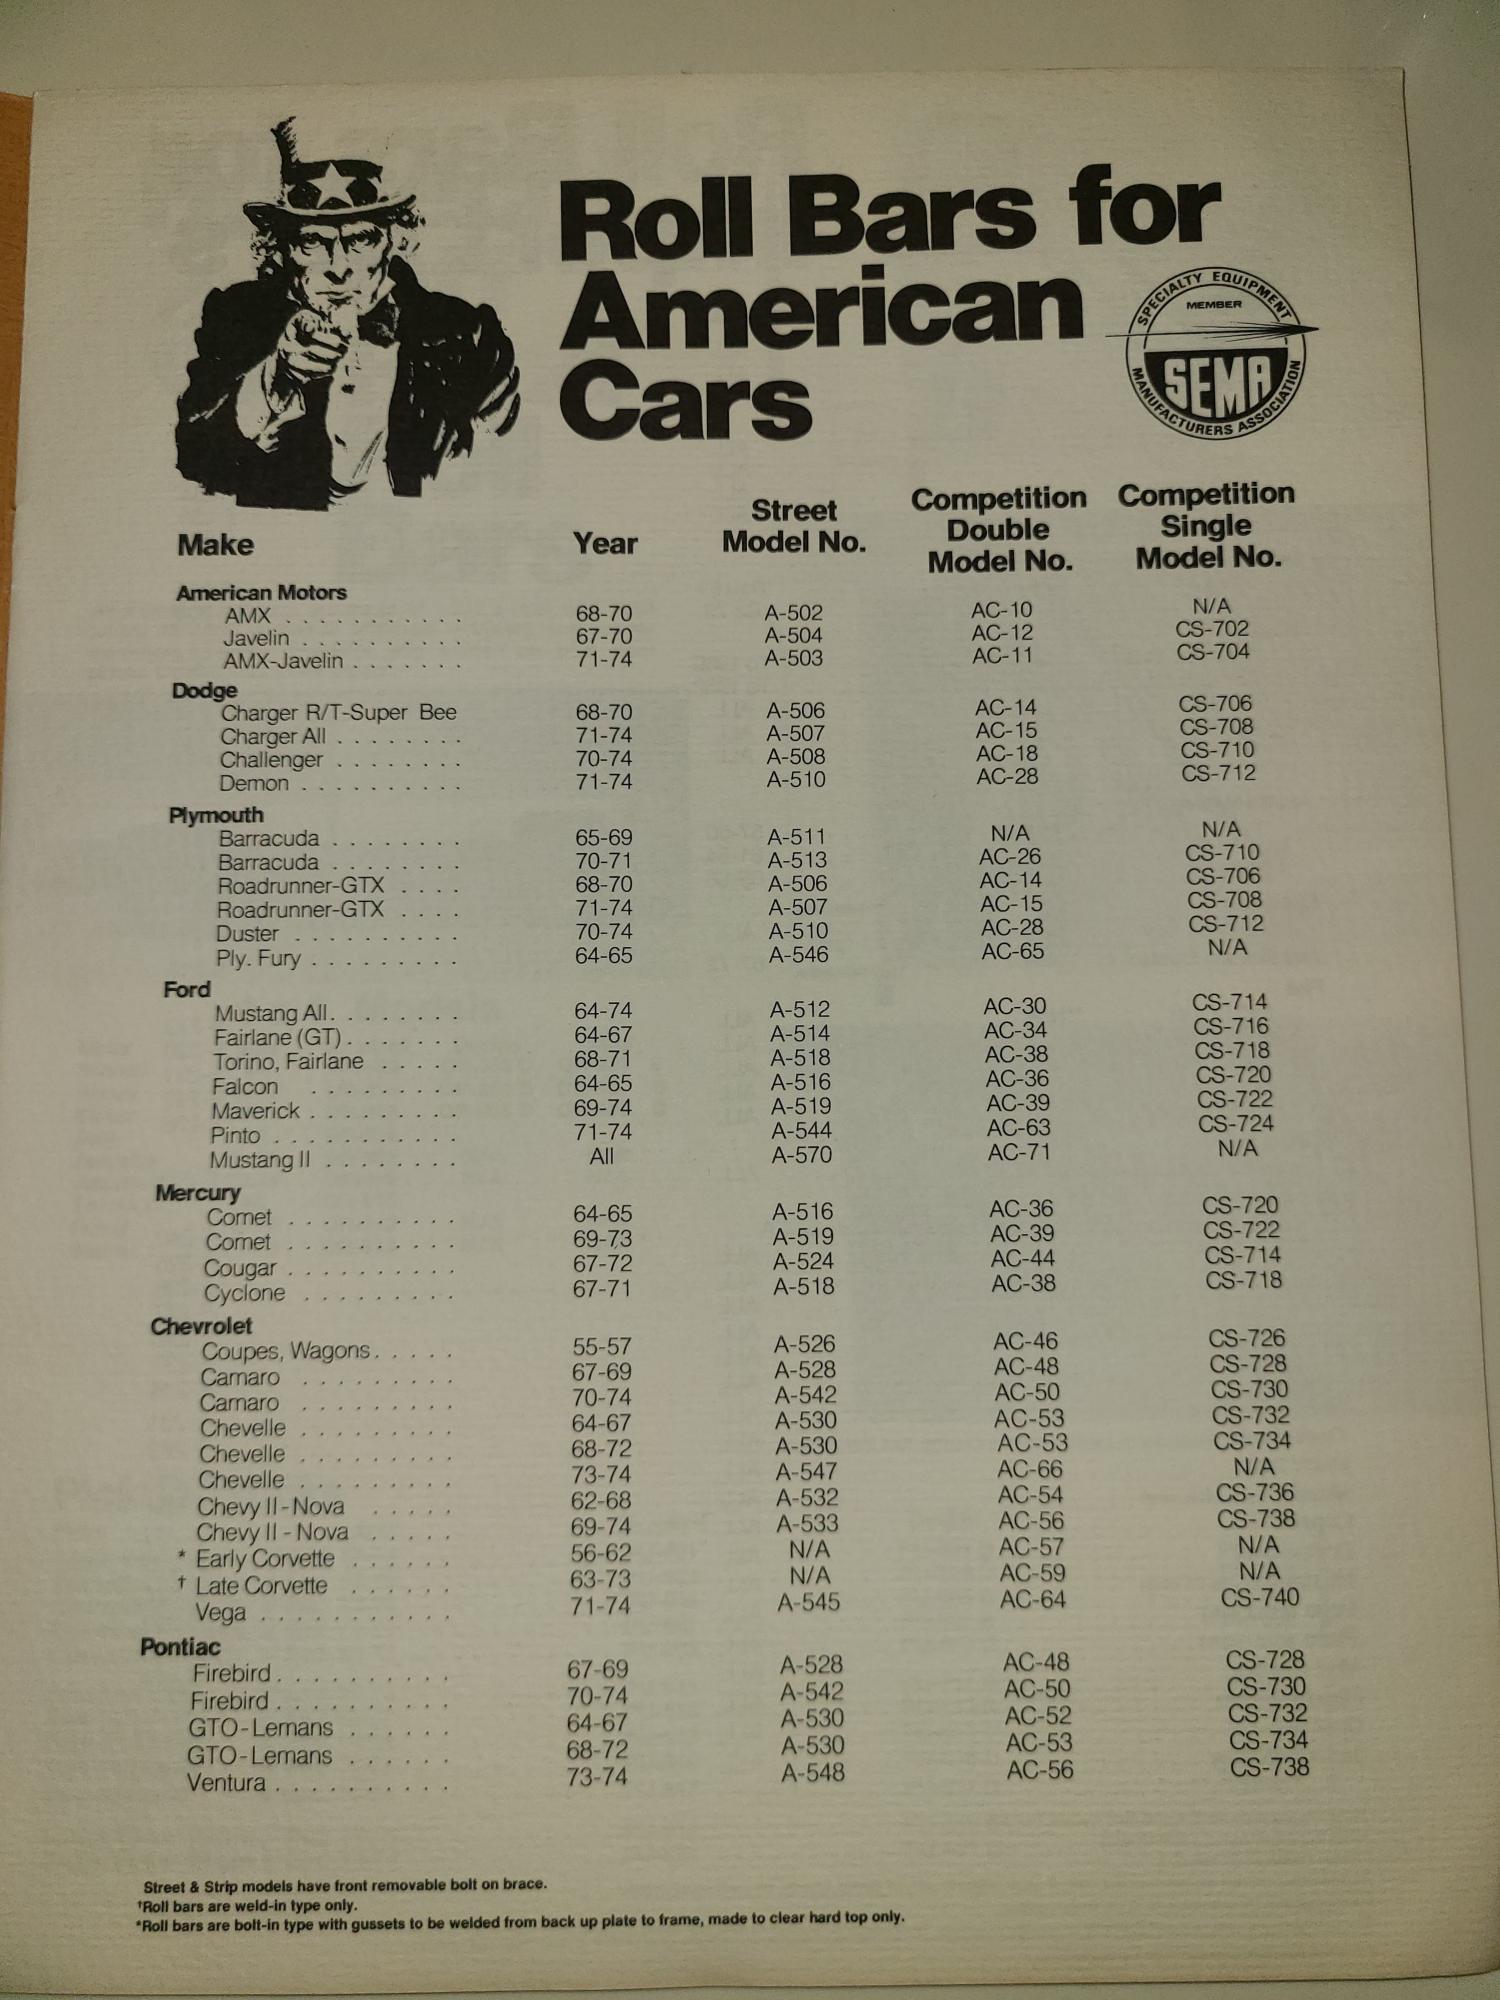 Roll Bars for
American
Cars
SPECIALTY EQUIPMENT
MEMBER
SEMA
MANUFACTURERS ASSOCIATION
Make Year Street Model No. Competition Double Model No. Competition Single Model No.
American Motors
AMX . . . . . . . . . . . 68-70 A-502 AC-10 N/A
Javelin . . . . . . . . . . 67-70 A-504 AC-12 CS-702
AMX-Javelin . . . . . . . 71-74 A-503 AC-11 CS-704
Dodge
Charger R/T-Super Bee 68-70 A-506 AC-14 CS-706
Charger All . . . . . . . . 71-74 A-507 AC-15 CS-708
Challenger . . . . . . . . 70-74 A-508 AC-18 CS-710
Demon . . . . . . . . . . 71-74 A-510 AC-28 CS-712
Plymouth
Barracuda . . . . . . . . 65-69 A-511 N/A N/A
Barracuda . . . . . . . . 70-71 A-513 AC-26 CS-710
Roadrunner-GTX . . . . 68-70 A-506 AC-14 CS-706
Roadrunner-GTX . . . . 71-74 A-507 AC-15 CS-708
Duster . . . . . . . . . . 70-74 A-510 AC-28 CS-712
Ply. Fury . . . . . . . . . 64-65 A-546 AC-65 N/A
Ford
Mustang All. . . . . . . . 64-74 A-512 AC-30 CS-714
Fairlane (GT) . . . . . . . 64-67 A-514 AC-34 CS-716
Torino, Fairlane . . . . . 68-71 A-518 AC-38 CS-718
Falcon . . . . . . . . . 64-65 A-516 AC-36 CS-720
Maverick . . . . . . . . . 69-74 A-519 AC-39 CS-722
Pinto . . . . . . . . . . . 71-74 A-544 AC-63 CS-724
Mustang II . . . . . . . . All A-570 AC-71 N/A
Mercury
Comet . . . . . . . . . . 64-65 A-516 AC-36 CS-720
Comet . . . . . . . . . . 69-73 A-519 AC-39 CS-722
Cougar . . . . . . . . . . 67-72 A-524 AC-44 CS-714
Cyclone . . . . . . . . . 67-71 A-518 AC-38 CS-718
Chevrolet
Coupes, Wagons. . . . . 55-57 A-526 AC-46 CS-726
Camaro . . . . . . . . . 67-69 A-528 AC-48 CS-728
Camaro . . . . . . . . . 70-74 A-542 AC-50 CS-730
Chevelle . . . . . . . . . 64-67 A-530 AC-53 CS-732
Chevelle . . . . . . . . . 68-72 A-530 AC-53 CS-734
Chevelle . . . . . . . . . 73-74 A-547 AC-66 N/A
Chevy II-Nova . . . . . 62-68 A-532 AC-54 CS-736
Chevy II - Nova . . . . . 69-74 A-533 AC-56 CS-738
* Early Corvette . . . . . . 56-62 N/A AC-57 N/A
† Late Corvette . . . . . . 63-73 N/A AC-59 N/A
Vega . . . . . . . . . . . 71-74 A-545 AC-64 CS-740
Pontiac
Firebird . . . . . . . . . . 67-69 A-528 AC-48 CS-728
Firebird . . . . . . . . . . 70-74 A-542 AC-50 CS-730
GTO-Lemans . . . . . . 64-67 A-530 AC-52 CS-732
GTO-Lemans . . . . . . 68-72 A-530 AC-53 CS-734
Ventura . . . . . . . . . . 73-74 A-548 AC-56 CS-738
Street & Strip models have front removable bolt on brace.
†Roll bars are weld-in type only.
*Roll bars are bolt-in type with gussets to be welded from back up plate to frame, made to clear hard top only.